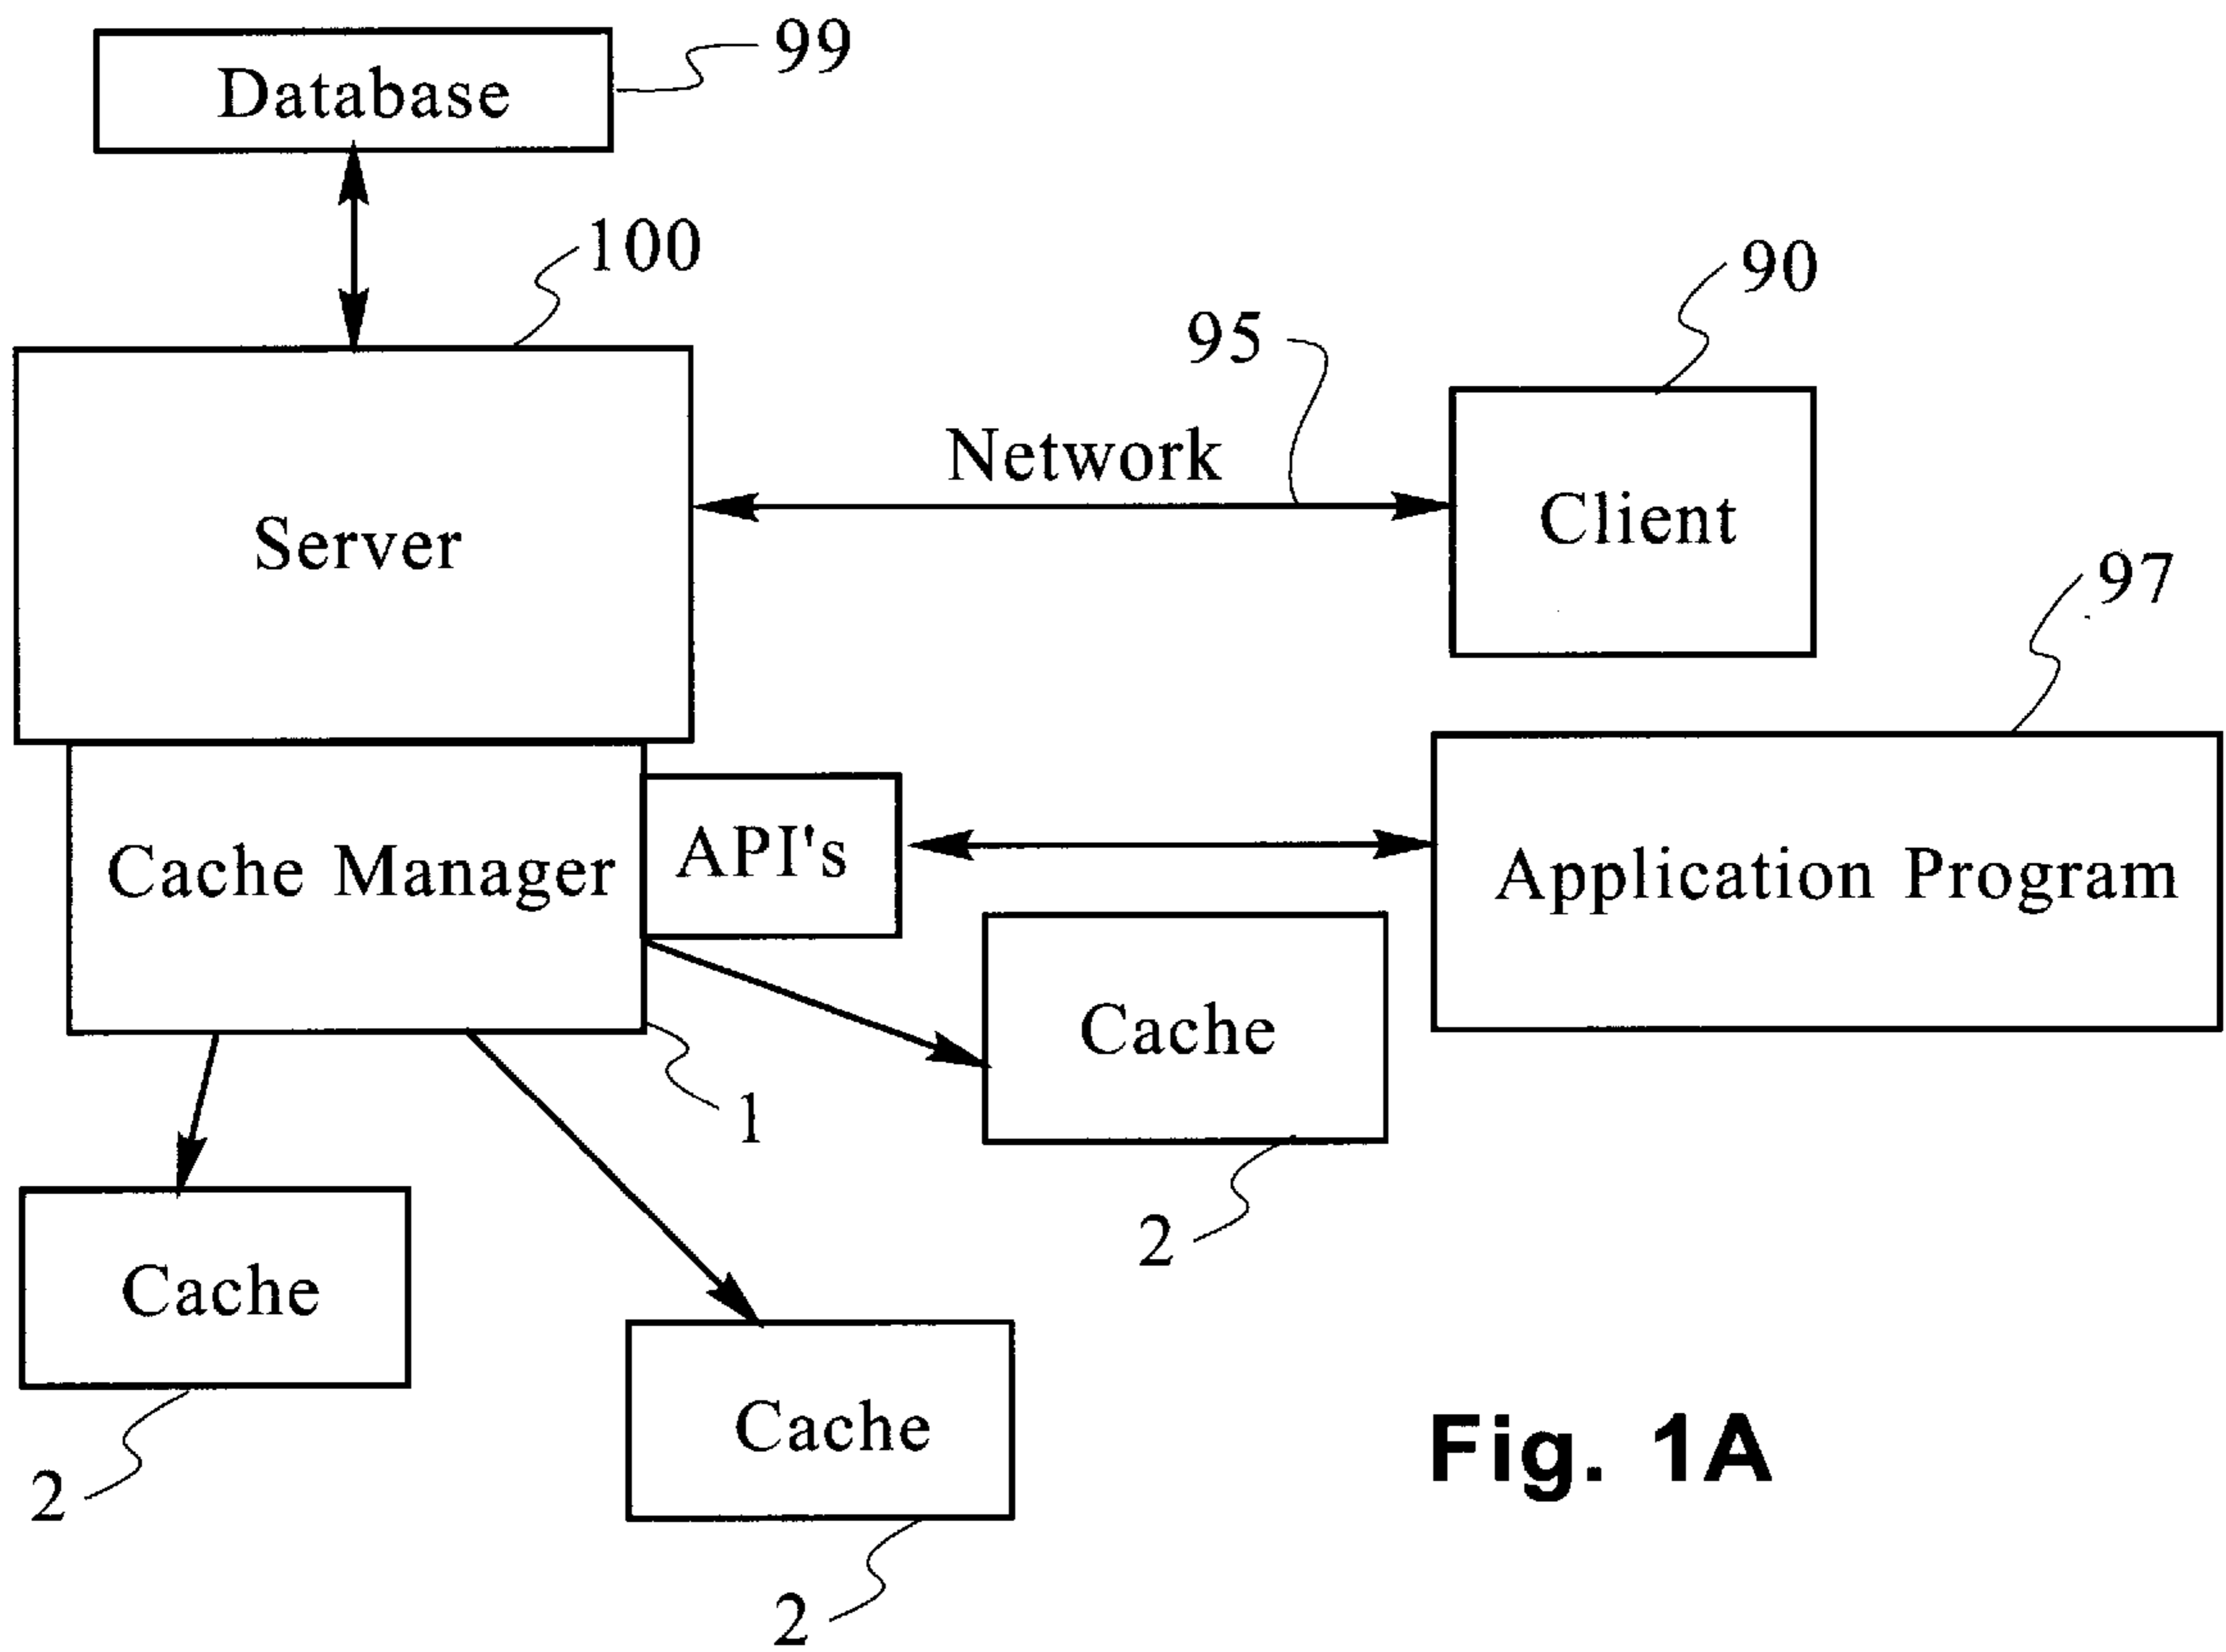 Database
99
100
90
95
Network
Server
Client
97
Cache Manager
API's
Application Program
Cache
1
2
Cache
2
Cache
2
Fig. 1A